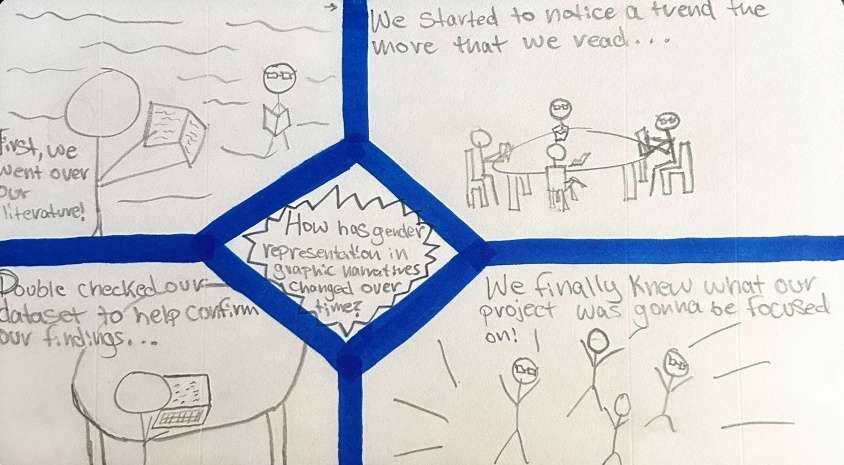 First, we
went over
our
literature!
We started to notice a trend the
more that we read...
How has gender
representation in
graphic narratives
changed over
time?
Double checked our
dataset to help confirm
our findings...
We finally knew what our
project was gonna be focused
on!